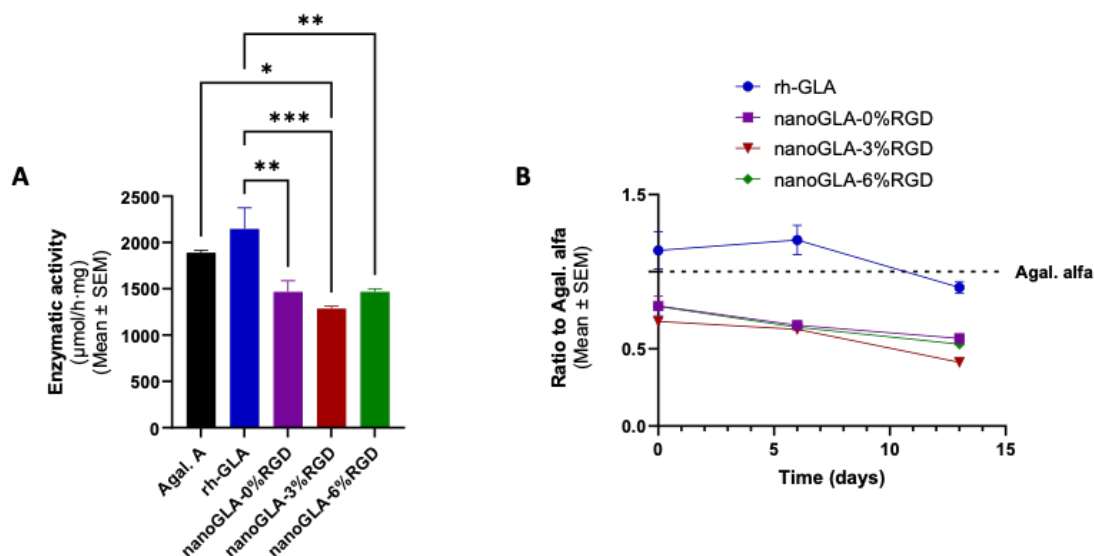 A
**
*
***
**
Enzymatic activity
(µmol/h·mg)
(Mean ± SEM)
2500
2000
1500
1000
500
0
Agal. A
rh-GLA
nanoGLA-0%RGD
nanoGLA-3%RGD
nanoGLA-6%RGD
B
rh-GLA
nanoGLA-0%RGD
nanoGLA-3%RGD
nanoGLA-6%RGD
Ratio to Agal. alfa
(Mean ± SEM)
1.5
0.5
0.0
Agal. alfa
0
5
10
15
Time (days)